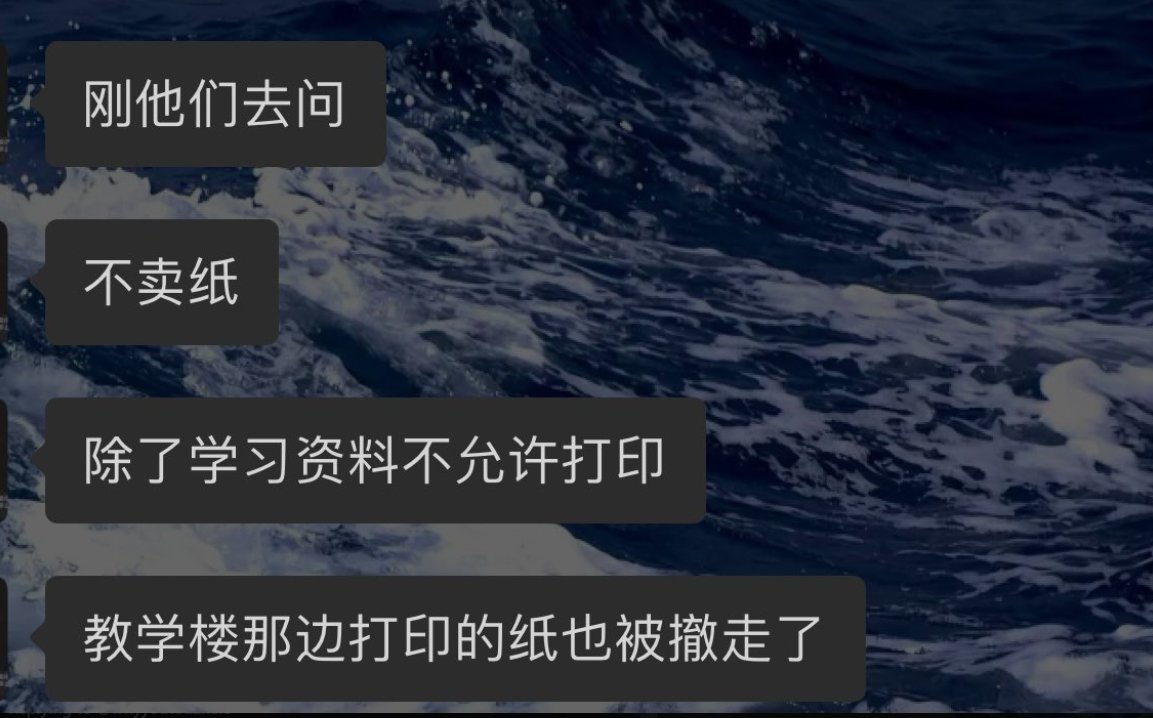 刚他们去问
不卖纸
除了学习资料不允许打印
教学楼那边打印的纸也被撤走了